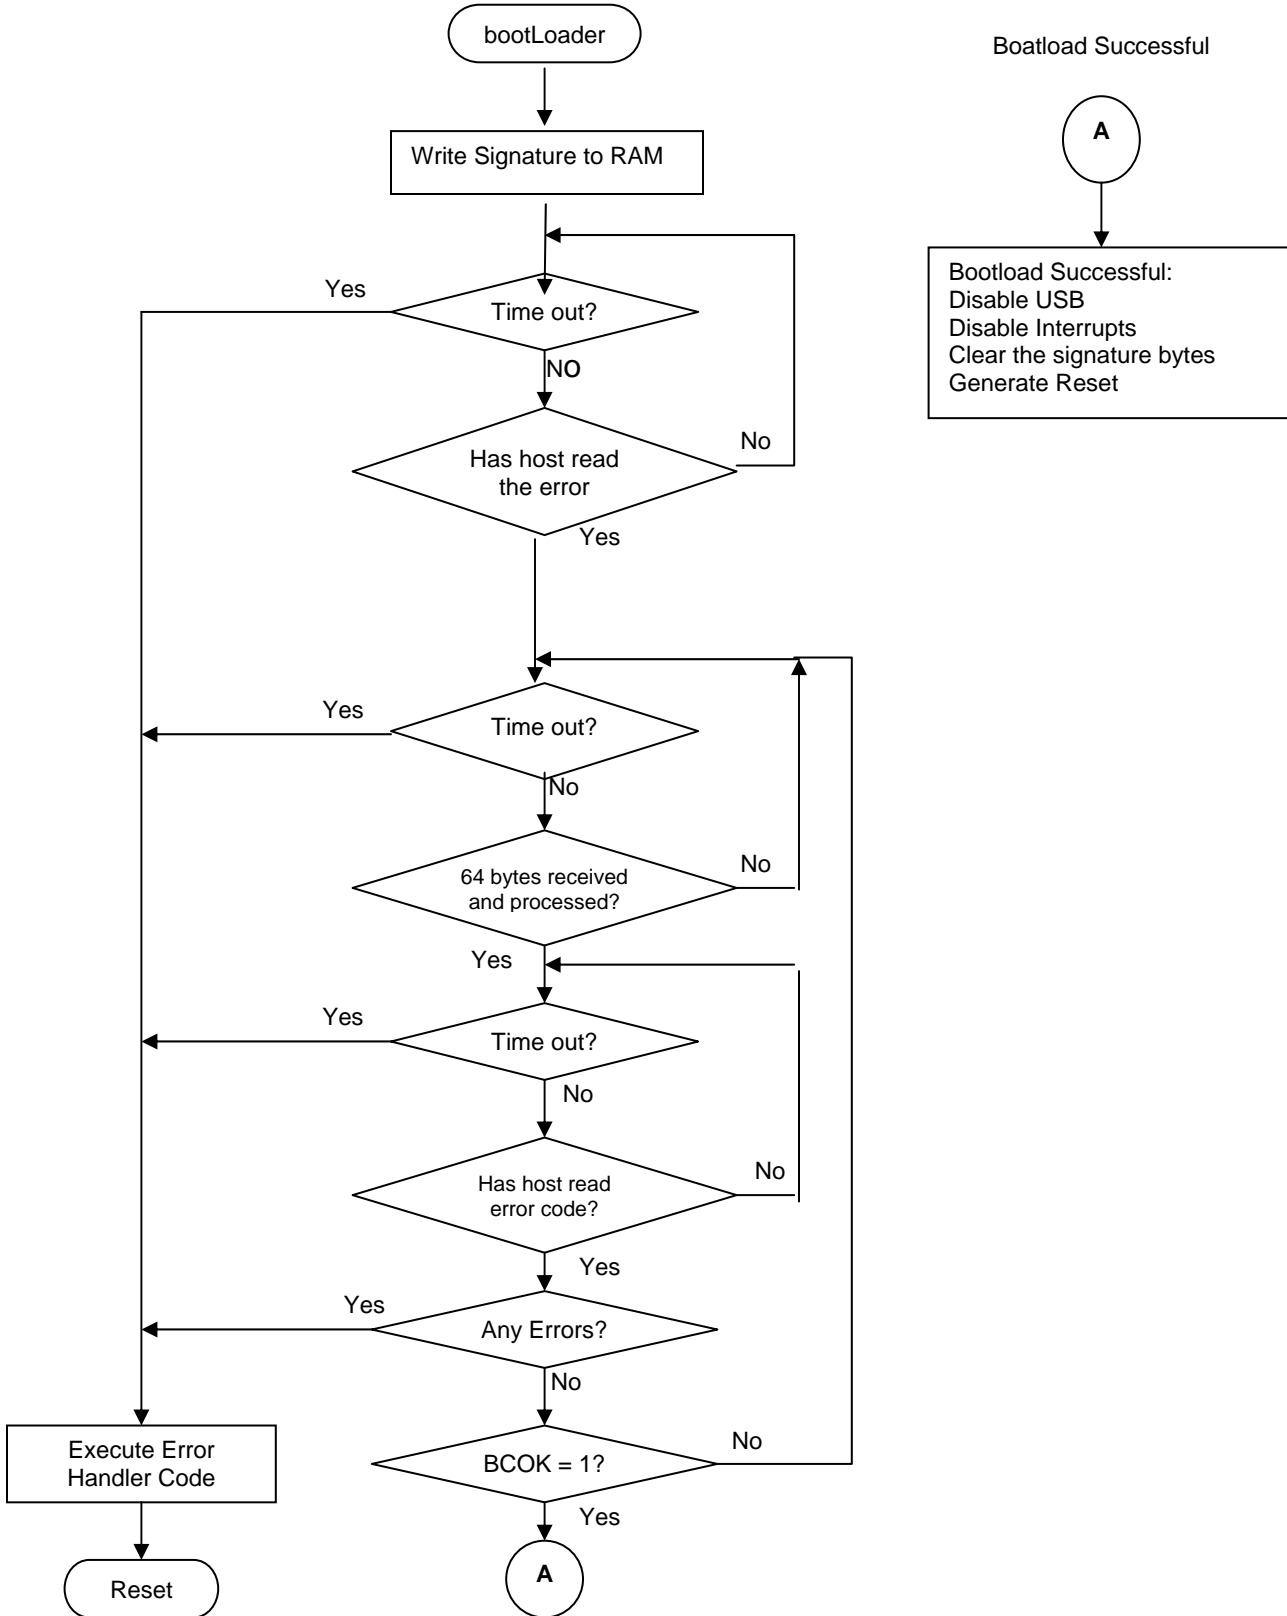 bootLoader
Boatload Successful
A
Write Signature to RAM
Bootload Successful:
Disable USB
Disable Interrupts
Clear the signature bytes
Generate Reset
Yes
Time out?
NO
Has host read
the error
No
Yes
Yes
Time out?
No
64 bytes received
and processed?
No
Yes
Yes
Time out?
No
Has host read
error code?
No
Yes
Yes
Any Errors?
No
Execute Error
Handler Code
BCOK = 1?
No
Yes
Reset
A